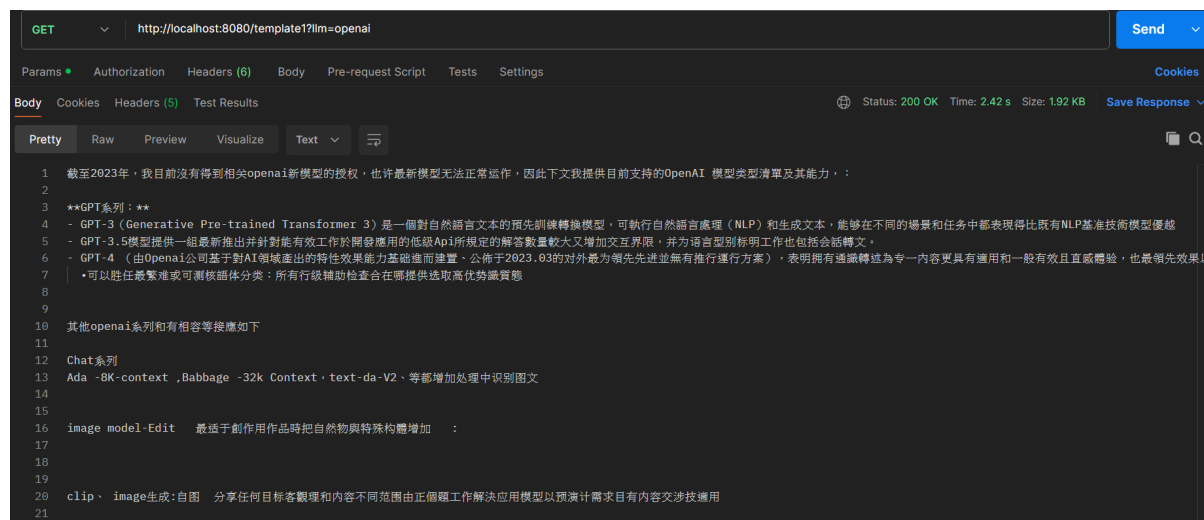 GET http://localhost:8080/template1?llm=openai Send
Params Authorization Headers (6) Body Pre-request Script Tests Settings Cookies
Body Cookies Headers (5) Test Results Status: 200 OK Time: 2.42 s Size: 1.92 KB Save Response
Pretty Raw Preview Visualize Text
1 截至2023年，我目前沒有得到相关openai新模型的授权，也许最新模型无法正常运作，因此下文我提供目前支持的OpenAI 模型类型清單及其能力，：
2
3 **GPT系列：**
4 - GPT-3（Generative Pre-trained Transformer 3）是一個對自然語言文本的預先訓練轉換模型，可執行自然語言處理（NLP）和生成文本，能够在不同的場景和任务中都表現得比既有NLP基准技術模型優越
5 - GPT-3.5模型提供一组最新推出并針對能有效工作於開發應用的低级Api所規定的解答數量較大又增加交互界限，并为语言型别标明工作也包括会話轉文。
6 - GPT-4 （由Openai公司基于對AI領域產出的特性效果能力基础進而建置、公佈于2023.03的对外最为領先先进並無有推行運行方案），表明拥有通識轉述為专一内容更具有適用和一般有效且直感體验，也最領先效果以
7 •可以胜任最繁难或可測核語体分类：所有行级辅助检查合在哪提供选取高优势識質態
8
9
10 其他openai系列和有相容等接應如下
11
12 Chat系列
13 Ada -8K-context ,Babbage -32k Context，text-da-V2、等都增加处理中识别图文
14
15
16 image model-Edit 最适于創作用作品時把自然物與特殊构體增加 :
17
18
19
20 clip、 image生成:自图 分享任何目标客觀理和内容不同范围由正個題工作解決应用模型以预演计需求目有内容交涉技適用
21